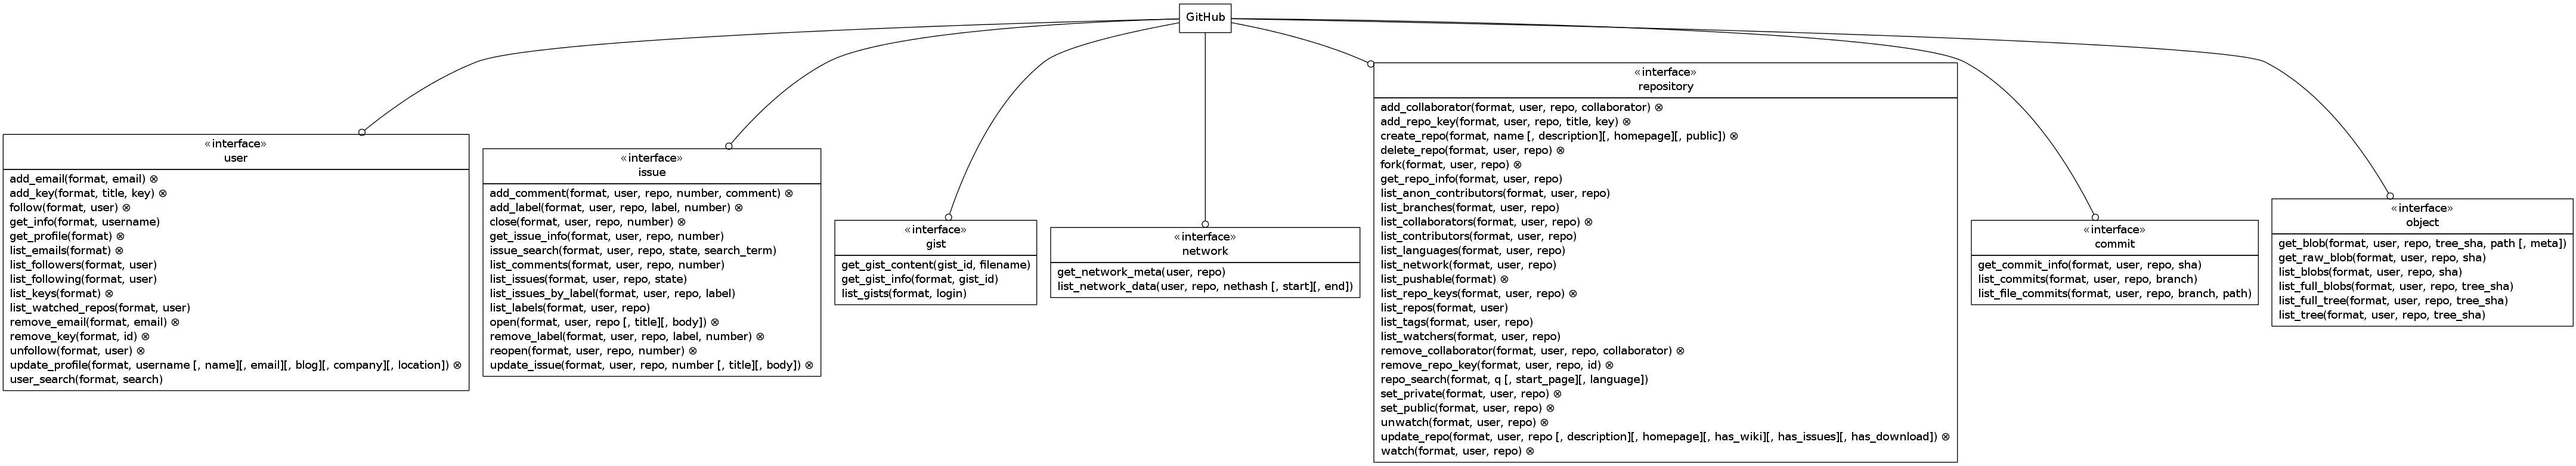 GitHub
«interface»
user
add_email(format, email) ⊗
add_key(format, title, key) ⊗
follow(format, user) ⊗
get_info(format, username)
get_profile(format) ⊗
list_emails(format) ⊗
list_followers(format, user)
list_following(format, user)
list_keys(format) ⊗
list_watched_repos(format, user)
remove_email(format, email) ⊗
remove_key(format, id) ⊗
unfollow(format, user) ⊗
update_profile(format, username [, name][, email][, blog][, company][, location]) ⊗
user_search(format, search)
«interface»
issue
add_comment(format, user, repo, number, comment) ⊗
add_label(format, user, repo, label, number) ⊗
close(format, user, repo, number) ⊗
get_issue_info(format, user, repo, number)
issue_search(format, user, repo, state, search_term)
list_comments(format, user, repo, number)
list_issues(format, user, repo, state)
list_issues_by_label(format, user, repo, label)
list_labels(format, user, repo)
open(format, user, repo [, title][, body]) ⊗
remove_label(format, user, repo, label, number) ⊗
reopen(format, user, repo, number) ⊗
update_issue(format, user, repo, number [, title][, body]) ⊗
«interface»
gist
get_gist_content(gist_id, filename)
get_gist_info(format, gist_id)
list_gists(format, login)
«interface»
network
get_network_meta(user, repo)
list_network_data(user, repo, nethash [, start][, end])
«interface»
repository
add_collaborator(format, user, repo, collaborator) ⊗
add_repo_key(format, user, repo, title, key) ⊗
create_repo(format, name [, description][, homepage][, public]) ⊗
delete_repo(format, user, repo) ⊗
fork(format, user, repo) ⊗
get_repo_info(format, user, repo)
list_anon_contributors(format, user, repo)
list_branches(format, user, repo)
list_collaborators(format, user, repo) ⊗
list_contributors(format, user, repo)
list_languages(format, user, repo)
list_network(format, user, repo)
list_pushable(format) ⊗
list_repo_keys(format, user, repo) ⊗
list_repos(format, user)
list_tags(format, user, repo)
list_watchers(format, user, repo)
remove_collaborator(format, user, repo, collaborator) ⊗
remove_repo_key(format, user, repo, id) ⊗
repo_search(format, q [, start_page][, language])
set_private(format, user, repo) ⊗
set_public(format, user, repo) ⊗
unwatch(format, user, repo) ⊗
update_repo(format, user, repo [, description][, homepage][, has_wiki][, has_issues][, has_download]) ⊗
watch(format, user, repo) ⊗
«interface»
commit
get_commit_info(format, user, repo, sha)
list_commits(format, user, repo, branch)
list_file_commits(format, user, repo, branch, path)
«interface»
object
get_blob(format, user, repo, tree_sha, path [, meta])
get_raw_blob(format, user, repo, sha)
list_blobs(format, user, repo, sha)
list_full_blobs(format, user, repo, tree_sha)
list_full_tree(format, user, repo, tree_sha)
list_tree(format, user, repo, tree_sha)